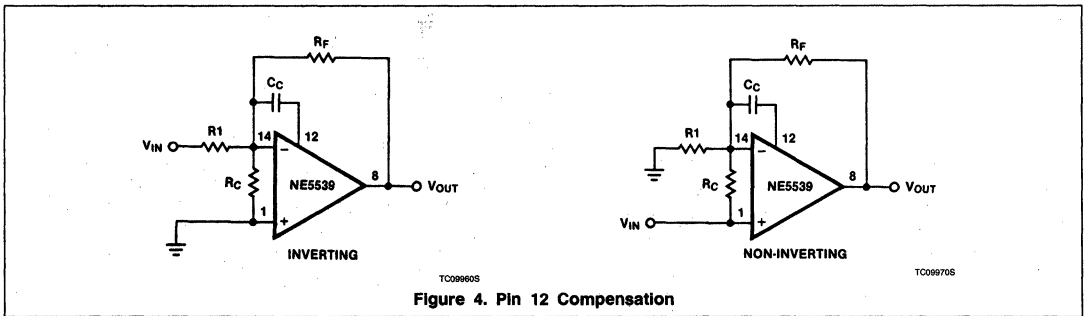 RF
CC
R1
VIN
14
12
−
RC
NE5539
8
VOUT
1
+
INVERTING
TC09960S
RF
CC
R1
14
12
−
RC
NE5539
8
VOUT
VIN
1
+
NON-INVERTING
TC09970S
Figure 4. Pin 12 Compensation